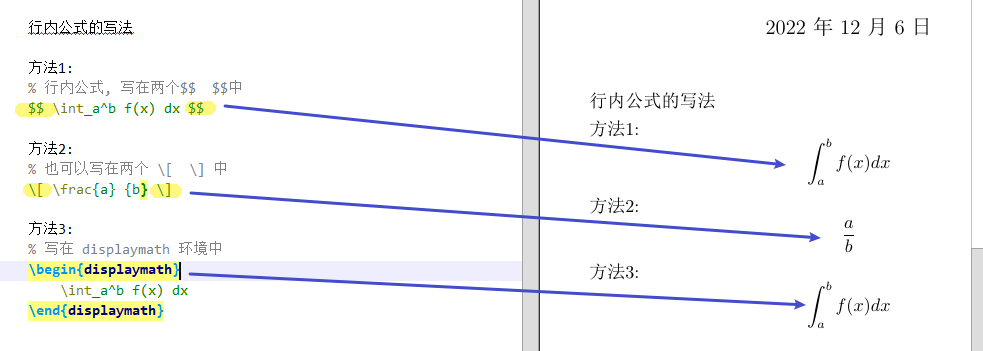 行内公式的写法
方法1:
% 行内公式, 写在两个$$  $$中
$$ \int_a^b f(x) dx $$
方法2:
% 也可以写在两个 \[  \] 中
\[ \frac{a} {b} \]
方法3:
% 写在 displaymath 环境中
\begin{displaymath}
\int_a^b f(x) dx
\end{displaymath}
2022 年 12 月 6 日
行内公式的写法
方法1:
∫_a^b f(x)dx
方法2:
a
b
方法3:
∫_a^b f(x)dx